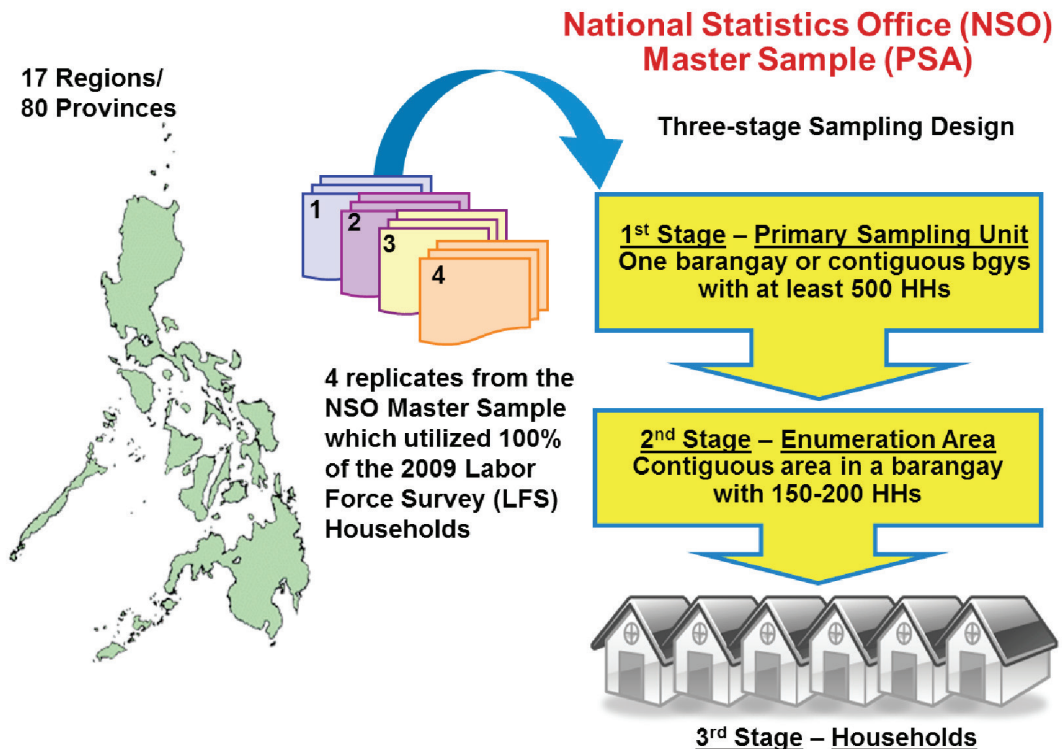 National Statistics Office (NSO)
Master Sample (PSA)
17 Regions/
80 Provinces
Three-stage Sampling Design
1
2
3
4
4 replicates from the
NSO Master Sample
which utilized 100%
of the 2009 Labor
Force Survey (LFS)
Households
1st Stage – Primary Sampling Unit
One barangay or contiguous bgys
with at least 500 HHs
2nd Stage – Enumeration Area
Contiguous area in a barangay
with 150-200 HHs
3rd Stage – Households